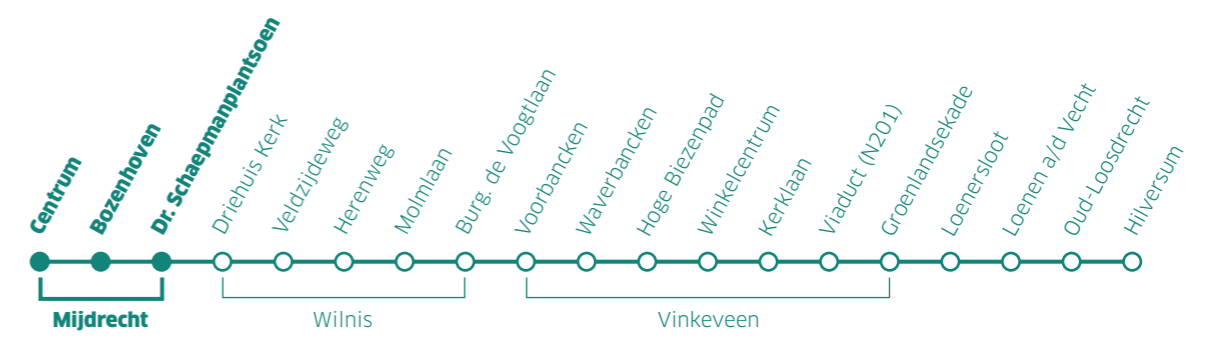 Centrum
Bozenhoven
Dr. Schaepmanplantsoen
Driehuis Kerk
Veldzijdeweg
Herenweg
Molmlaan
Burg. de Voogtlaan
Voorbancken
Waverbancken
Hoge Biezenpad
Winkelcentrum
Kerklaan
Viaduct (N201)
Groenlandsekade
Loenersloot
Loenen a/d Vecht
Oud-Loosdrecht
Hilversum
Mijdrecht
Wilnis
Vinkeveen